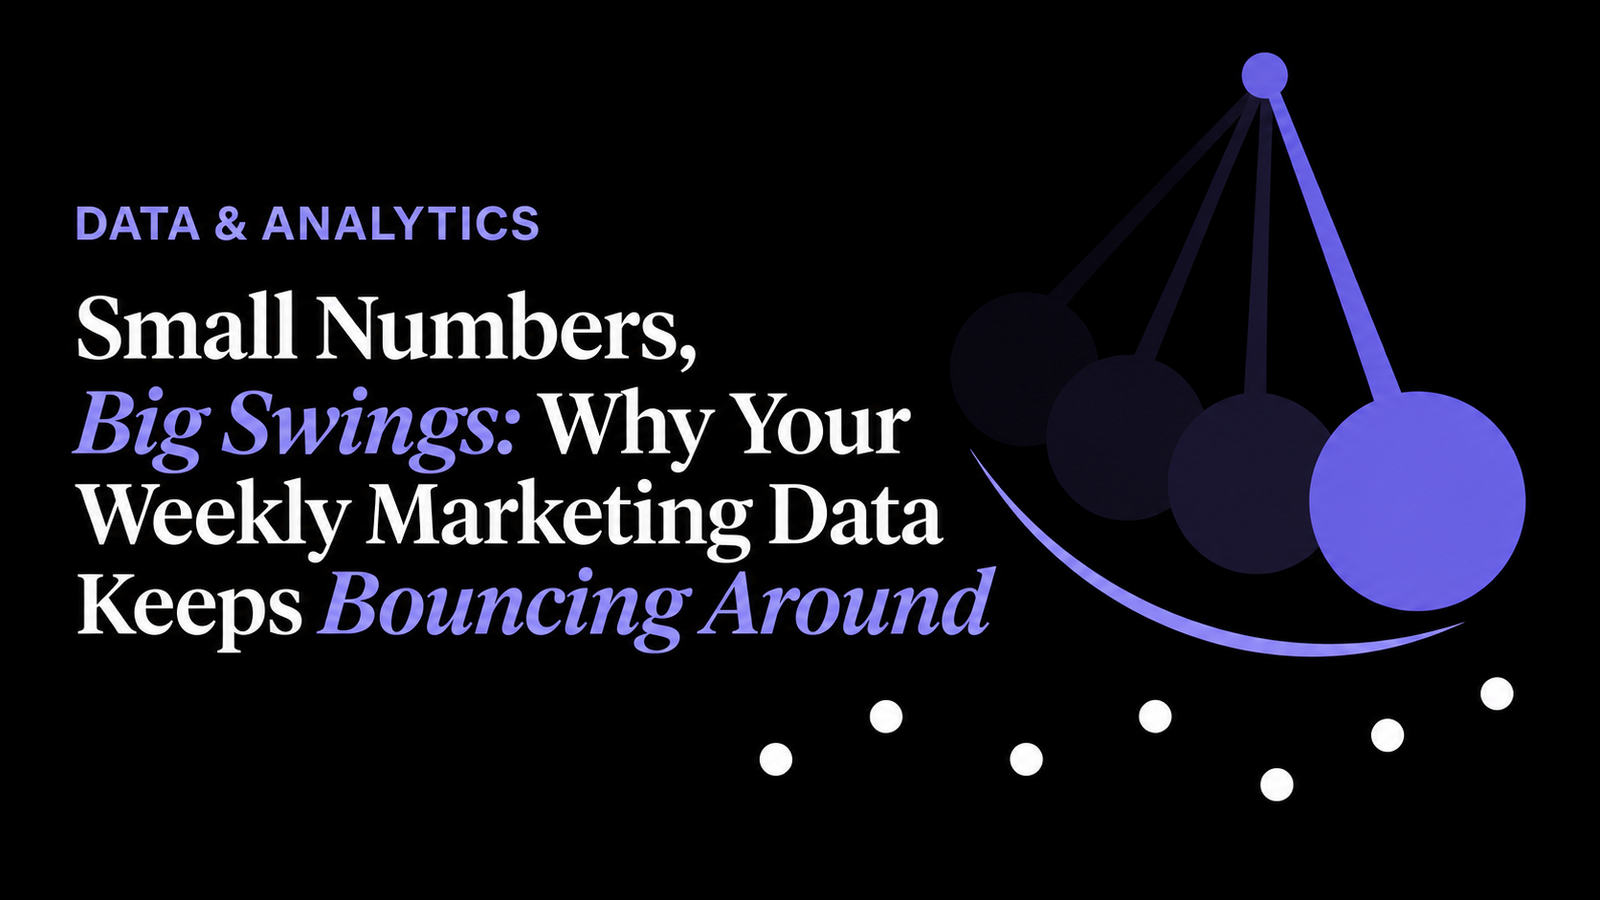 DATA & ANALYTICS
Small Numbers,
Big Swings: Why Your
Weekly Marketing Data
Keeps Bouncing Around